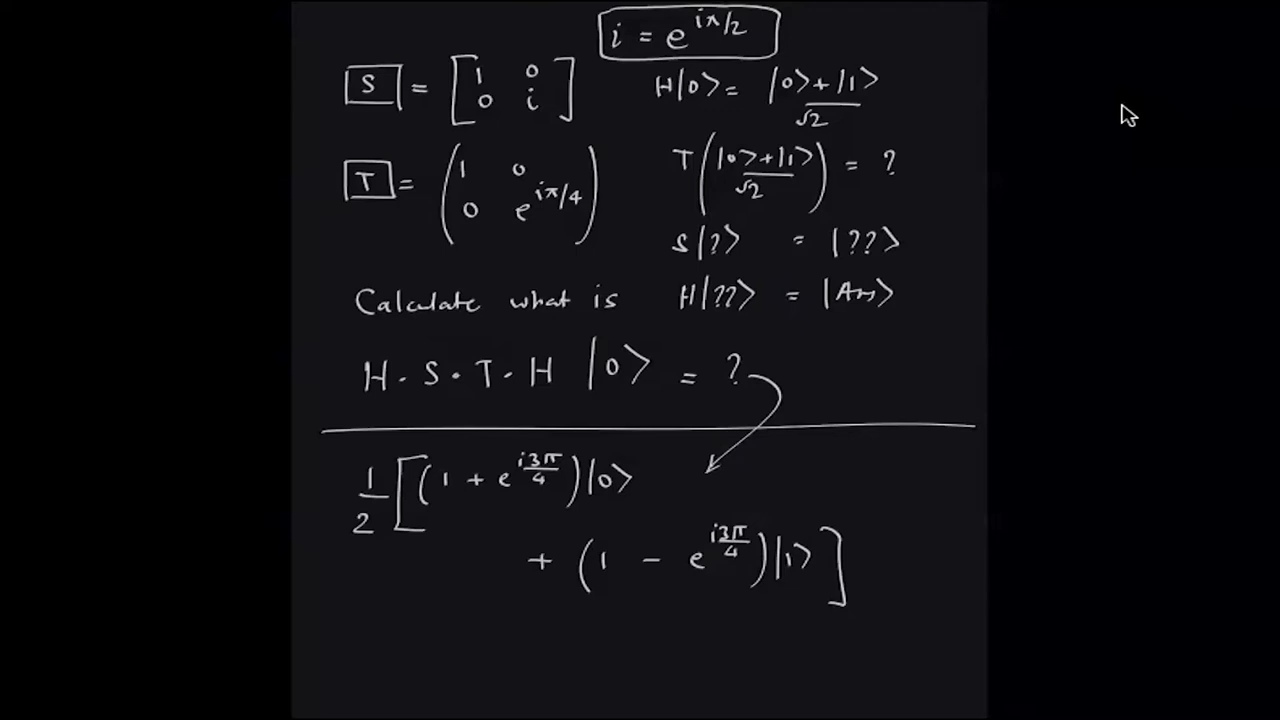 i = e^{iπ/2}
S = [1 0; 0 i] H|0> = |0>+|1> / √2
T = (1 0; 0 e^{iπ/4}) T(|0>+|1> / √2) = ?
S|?> = |??>
Calculate what is H|??> = |Ans>
H · S · T · H |0> = ?
1/2 [(1 + e^{i3π/4})|0>
+ (1 - e^{i3π/4})|1>]